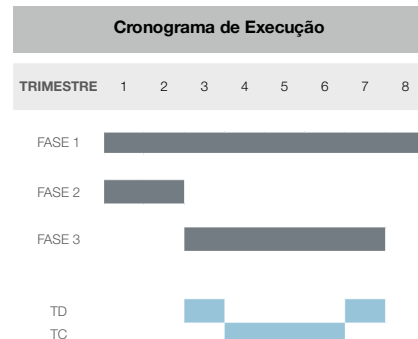 Cronograma de Execução
TRIMESTRE 1 2 3 4 5 6 7 8
FASE 1
FASE 2
FASE 3
TD
TC